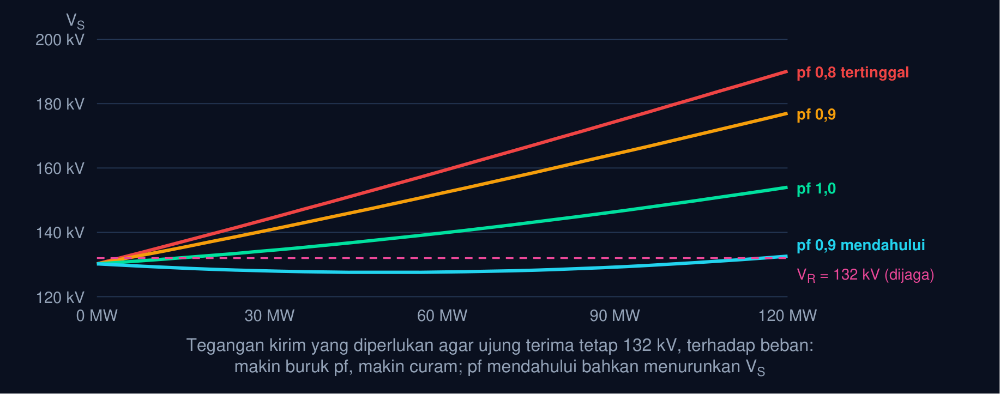 V_S
200 kV
pf 0,8 tertinggal
180 kV
pf 0,9
160 kV
pf 1,0
140 kV
pf 0,9 mendahului
V_R = 132 kV (dijaga)
120 kV
0 MW 30 MW 60 MW 90 MW 120 MW
Tegangan kirim yang diperlukan agar ujung terima tetap 132 kV, terhadap beban:
makin buruk pf, makin curam; pf mendahului bahkan menurunkan V_S